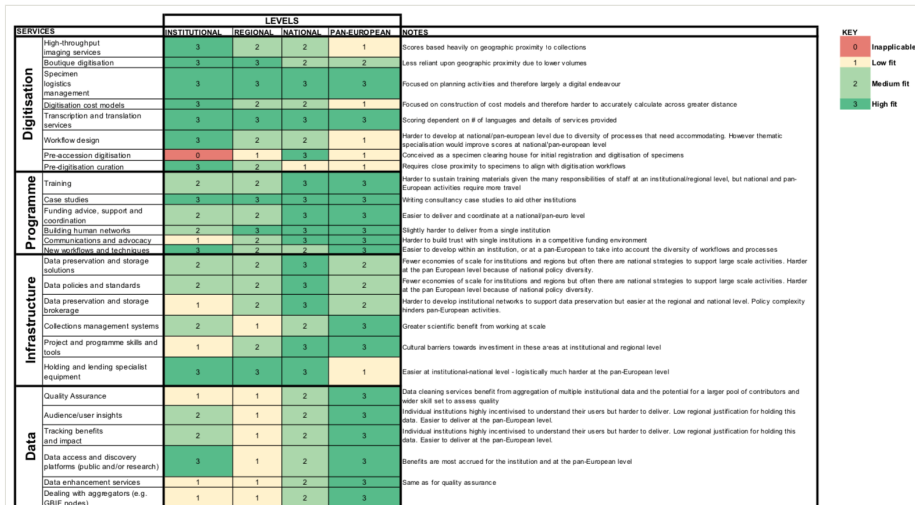 LEVELS
SERVICES INSTITUTIONAL REGIONAL NATIONAL PAN-EUROPEAN NOTES
Digitisation
High-throughput
imaging services 3 2 2 1 Scores based heavily on geographic proximity to collections
Boutique digitisation 3 3 2 2 Less reliant upon geographic proximity due to lower volumes
Specimen
logistics
management 3 3 3 3 Focused on planning activities and therefore largely a digital endeavour
Digitisation cost models 3 2 2 1 Focused on construction of cost models and therefore harder to accurately calculate across greater distance
Transcription and translation
services 3 3 3 3 Scoring dependent on # of languages and details of services provided
Workflow design 3 2 2 1 Harder to develop at national/pan-european level due to diversity of processes that need accommodating. However thematic
specialisation would improve scores at national/pan-european level
Pre-accession digitisation 0 1 3 1 Conceived as a specimen clearing house for initial registration and digitisation of specimens
Pre-digitisation curation 3 2 1 1 Requires close proximity to specimens to align with digitisation workflows
Programme
Training 2 2 3 3 Harder to sustain training materials given the many responsibilities of staff at an institutional/regional level, but national and pan-
European activities require more travel
Case studies 3 3 3 3 Writing consultancy case studies to aid other institutions
Funding advice, support and
coordination 2 2 3 3 Easier to deliver and coordinate at a national/pan-euro level
Building human networks 2 3 3 3 Slightly harder to deliver from a single institution
Communications and advocacy 1 2 3 3 Harder to build trust with single institutions in a competitive funding environment
New workflows and techniques 3 2 2 3 Easier to develop within an institution, or at a pan-European to take into account the diversity of workflows and processes
Infrastructure
Data preservation and storage
solutions 2 2 3 2 Fewer economies of scale for institutions and regions but often there are national strategies to support large scale activities. Harder
at the pan European level because of national policy diversity.
Data policies and standards 2 2 3 2 Fewer economies of scale for institutions and regions but often there are national strategies to support large scale activities. Harder
at the pan European level because of national policy diversity.
Data preservation and storage
brokerage 1 2 3 2 Harder to develop institutional networks to support data preservation but easier at the regional and national level. Policy complexity
hinders pan-European activities.
Collections management systems 2 1 2 3 Greater scientific benefit from working at scale
Project and programme skills and
tools 1 2 3 3 Cultural barriers towards investment in these areas at institutional and regional level
Holding and lending specialist
equipment 3 3 3 1 Easier at institutional-national level - logistically much harder at the pan-European level
Data
Quality Assurance 1 1 2 3 Data cleaning services benefit from aggregation of multiple institutional data and the potential for a larger pool of contributors and
wider skill set to assess quality
Audience/user insights 2 1 2 3 Individual institutions highly incentivised to understand their users but harder to deliver. Low regional justification for holding this
data. Easier to deliver at the pan-European level.
Tracking benefits
and impact 2 1 2 3 Individual institutions highly incentivised to understand their users but harder to deliver. Low regional justification for holding this
data. Easier to deliver at the pan-European level.
Data access and discovery
platforms (public and/or research) 3 1 2 3 Benefits are most accrued for the institution and at the pan-European level
Data enhancement services 1 1 2 3 Same as for quality assurance
Dealing with aggregators (e.g.
GBIF nodes) 1 1 2 3
KEY
0 Inapplicable
1 Low fit
2 Medium fit
3 High fit